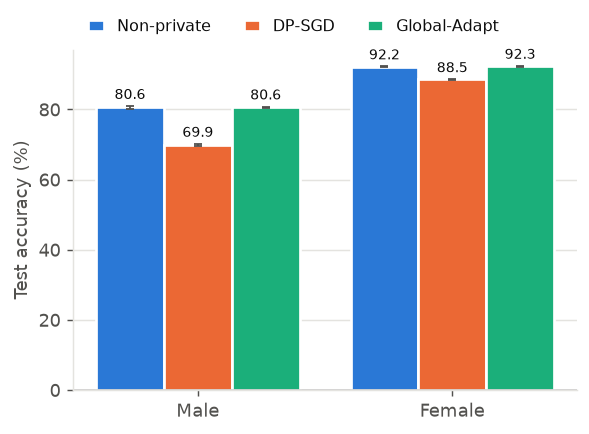 Non-private DP-SGD Global-Adapt
92.2 88.5 92.3
80.6 69.9 80.6
80
60
40
20
0
Test accuracy (%)
Male Female